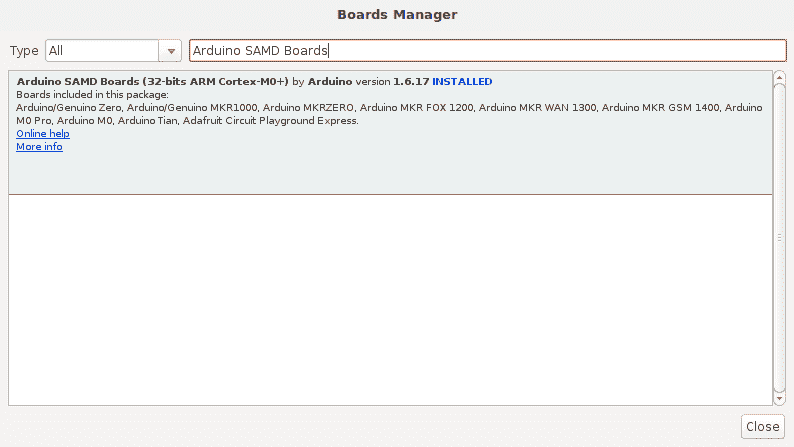 Boards Manager
Type All Arduino SAMD Boards
Arduino SAMD Boards (32-bits ARM Cortex-M0+) by Arduino version 1.6.17 INSTALLED
Boards included in this package:
Arduino/Genuino Zero, Arduino/Genuino MKR1000, Arduino MKRZERO, Arduino MKR FOX 1200, Arduino MKR WAN 1300, Arduino MKR GSM 1400, Arduino
M0 Pro, Arduino M0, Arduino Tian, Adafruit Circuit Playground Express.
Online help
More info
Close